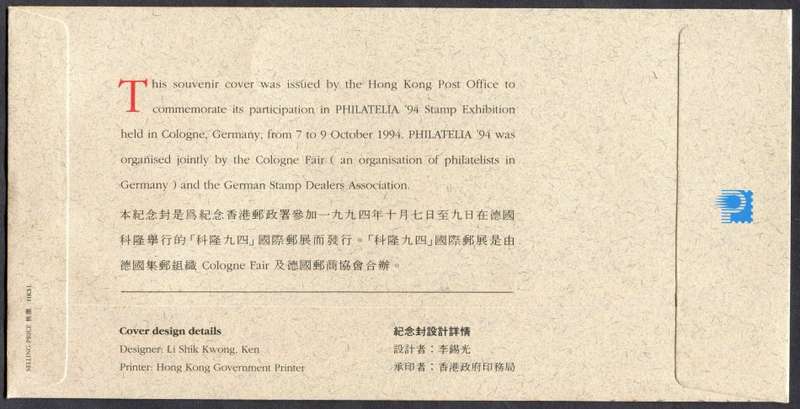 This souvenir cover was issued by the Hong Kong Post Office to
commemorate its participation in PHILATELIA '94 Stamp Exhibition
held in Cologne, Germany, from 7 to 9 October 1994. PHILATELIA '94 was
organised jointly by the Cologne Fair ( an organisation of philatelists in
Germany ) and the German Stamp Dealers Association.
本紀念封是爲紀念香港郵政署參加一九九四年十月七日至九日在德國
科隆舉行的「科隆九四」國際郵展而發行。「科隆九四」國際郵展是由
德國集郵組織 Cologne Fair 及德國郵商協會合辦。
Cover design details
Designer: Li Shik Kwong, Ken
Printer: Hong Kong Government Printer
紀念封設計詳情
設計者：李錫光
承印者：香港政府印務局
SELLING PRICE 售價 : HK$1